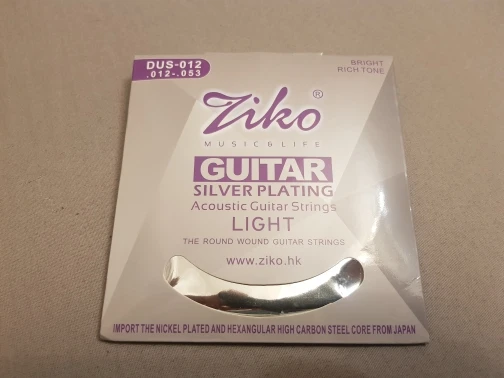 DUS-012
.012-.053
BRIGHT
RICH TONE
Ziko®
MUSIC&LIFE
GUITAR
SILVER PLATING
Acoustic Guitar Strings
LIGHT
THE ROUND WOUND GUITAR STRINGS
www.ziko.hk
IMPORT THE NICKEL PLATED AND HEXANGULAR HIGH CARBON STEEL CORE FROM JAPAN